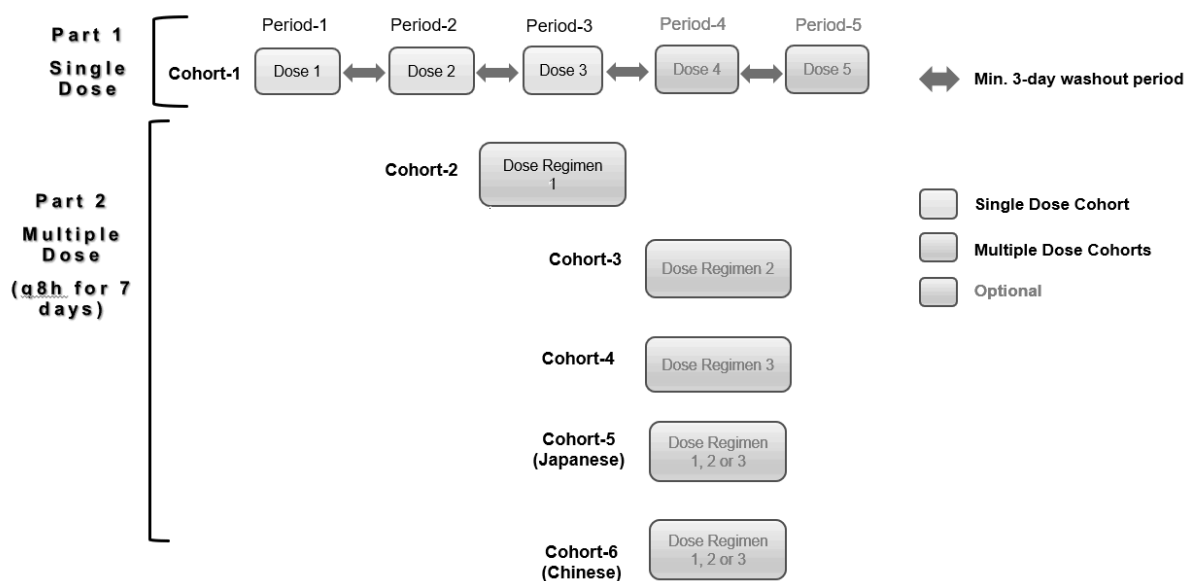 Part 1
Single
Dose
Period-1
Period-2
Period-3
Period-4
Period-5
Cohort-1
Dose 1
Dose 2
Dose 3
Dose 4
Dose 5
Min. 3-day washout period
Part 2
Multiple
Dose
(q8h for 7
days)
Cohort-2
Dose Regimen
1
Cohort-3
Dose Regimen 2
Cohort-4
Dose Regimen 3
Cohort-5
(Japanese)
Dose Regimen
1, 2 or 3
Cohort-6
(Chinese)
Dose Regimen
1, 2 or 3
Single Dose Cohort
Multiple Dose Cohorts
Optional